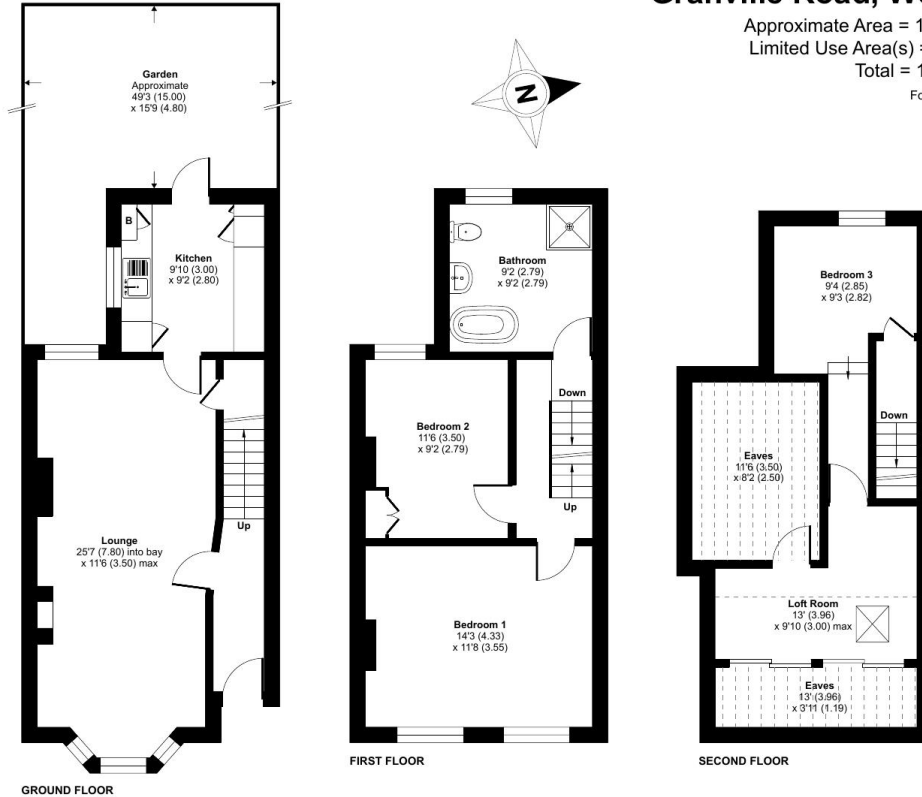 Approximate Area = 1
Limited Use Area(s) =
Total = 1
N
Garden
Approximate
49'3 (15.00)
x 15'9 (4.80)
B
Kitchen
9'10 (3.00)
x 9'2 (2.80)
Up
Lounge
25'7 (7.80) into bay
x 11'6 (3.50) max
GROUND FLOOR
Bathroom
9'2 (2.79)
x 9'2 (2.79)
Down
Bedroom 2
11'6 (3.50)
x 9'2 (2.79)
Up
Bedroom 1
14'3 (4.33)
x 11'8 (3.55)
FIRST FLOOR
Bedroom 3
9'4 (2.85)
x 9'3 (2.82)
Down
Eaves
11'6 (3.50)
x 8'2 (2.50)
Loft Room
13' (3.96)
x 9'10 (3.00) max
Eaves
13' (3.96)
x 3'11 (1.19)
SECOND FLOOR